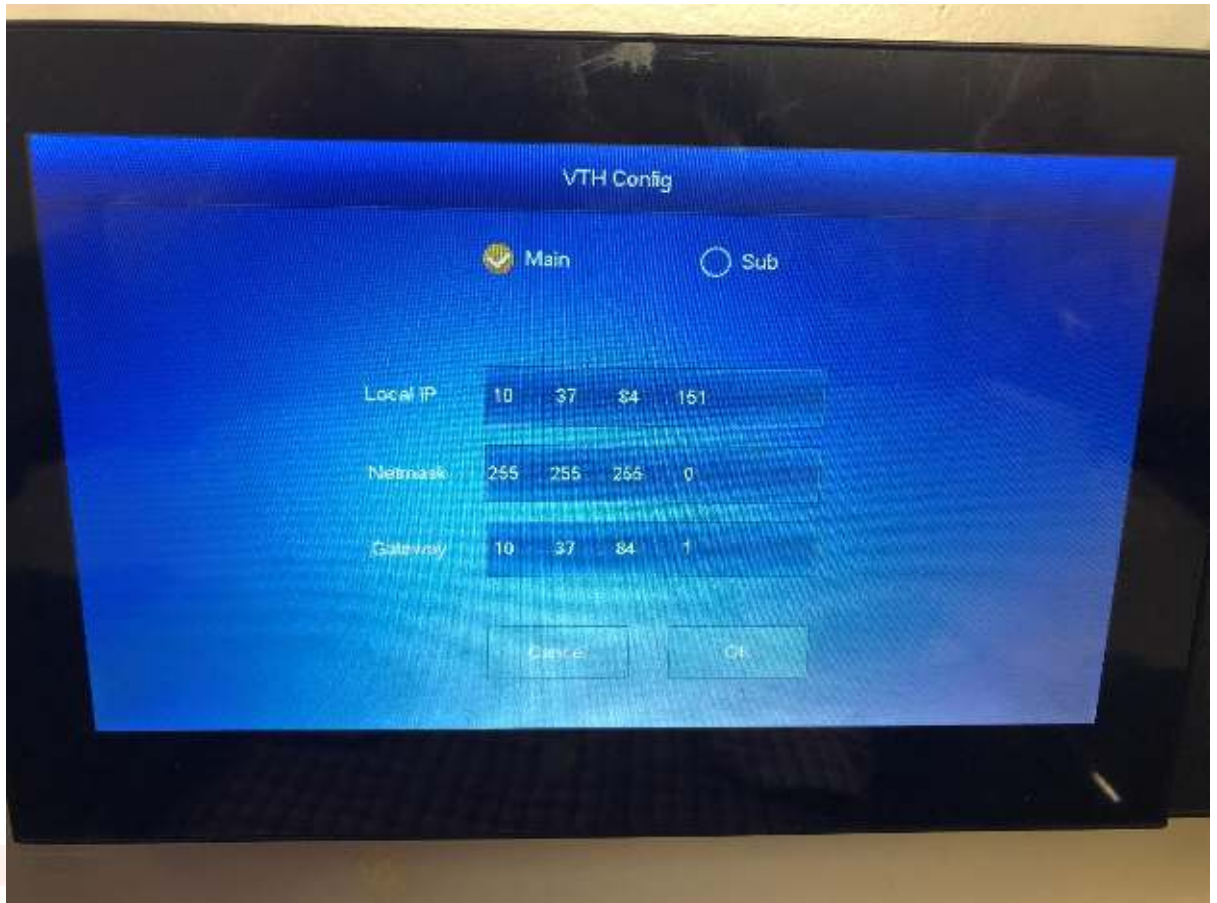 VTH Config
Main Sub
Local IP 10 37 84 151
Netmask 255 255 255 0
Gateway 10 37 84 1
Cancel OK